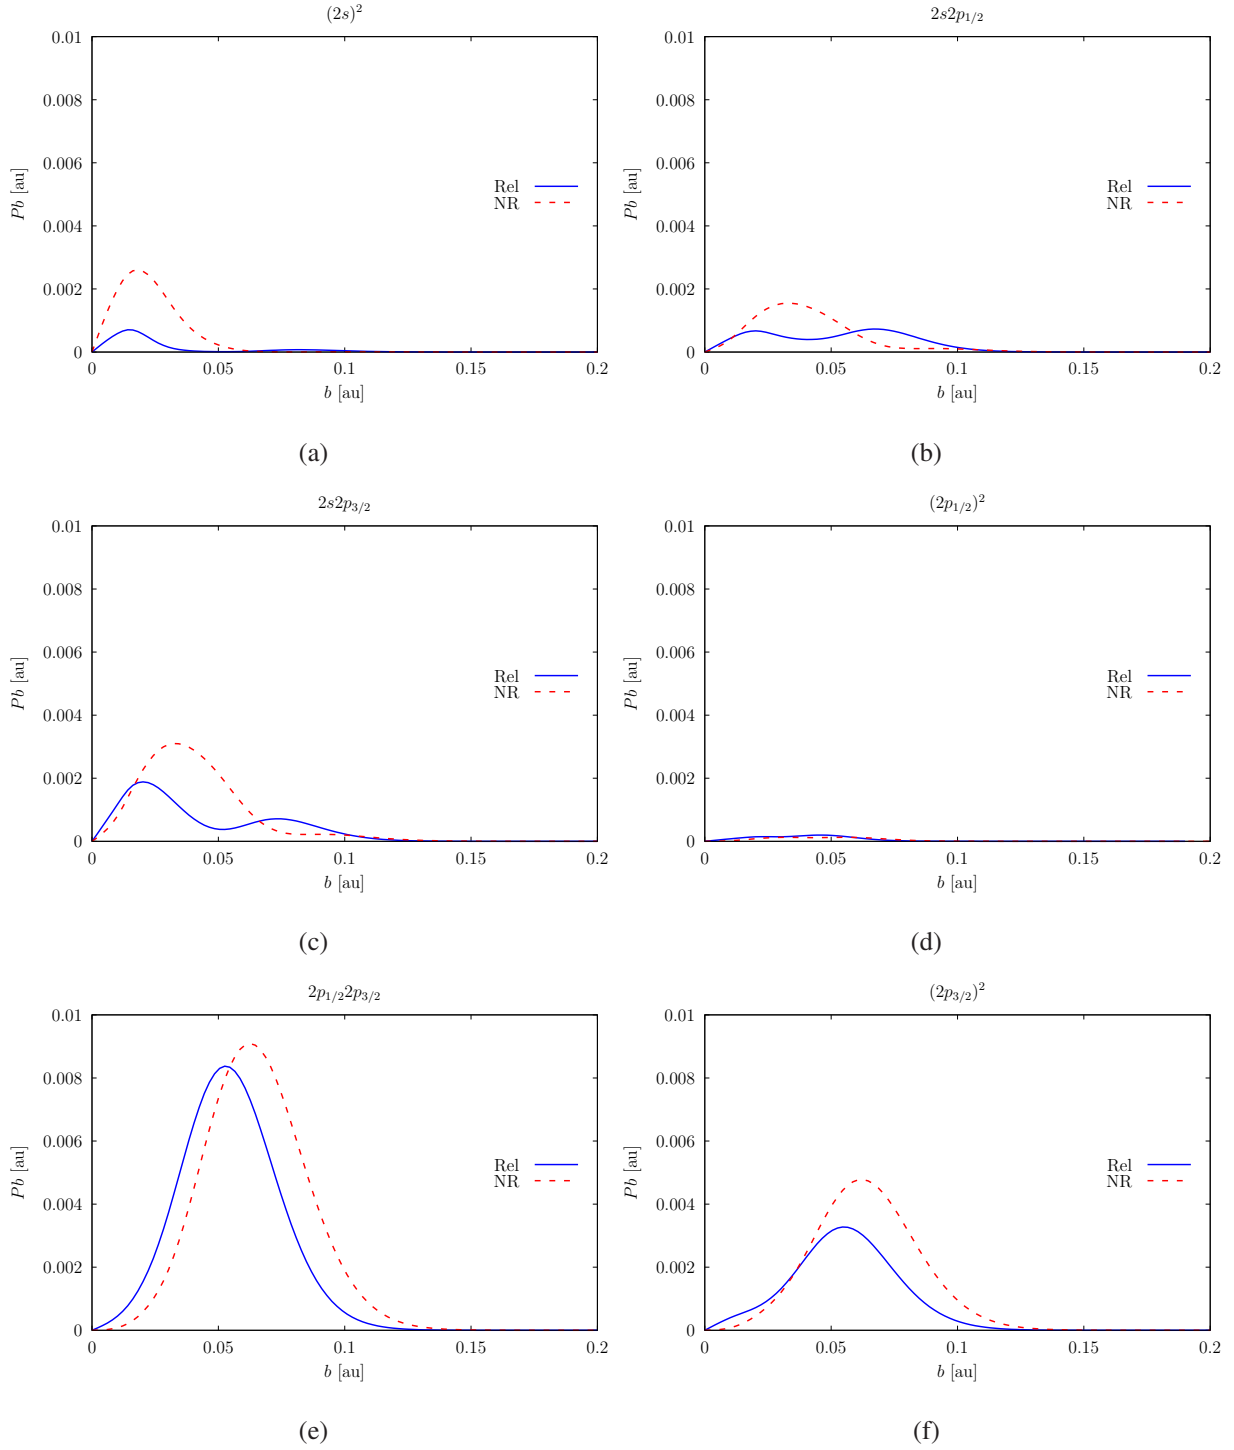 (2s)²
0.01
0.008
0.006
0.004
0.002
0
Pb [au]
Rel
NR
0 0.05 0.1 0.15 0.2
b [au]
(a)
2s2p₁/₂
0.01
0.008
0.006
0.004
0.002
0
Pb [au]
Rel
NR
0 0.05 0.1 0.15 0.2
b [au]
(b)
2s2p₃/₂
0.01
0.008
0.006
0.004
0.002
0
Pb [au]
Rel
NR
0 0.05 0.1 0.15 0.2
b [au]
(c)
(2p₁/₂)²
0.01
0.008
0.006
0.004
0.002
0
Pb [au]
Rel
NR
0 0.05 0.1 0.15 0.2
b [au]
(d)
2p₁/₂2p₃/₂
0.01
0.008
0.006
0.004
0.002
0
Pb [au]
Rel
NR
0 0.05 0.1 0.15 0.2
b [au]
(e)
(2p₃/₂)²
0.01
0.008
0.006
0.004
0.002
0
Pb [au]
Rel
NR
0 0.05 0.1 0.15 0.2
b [au]
(f)